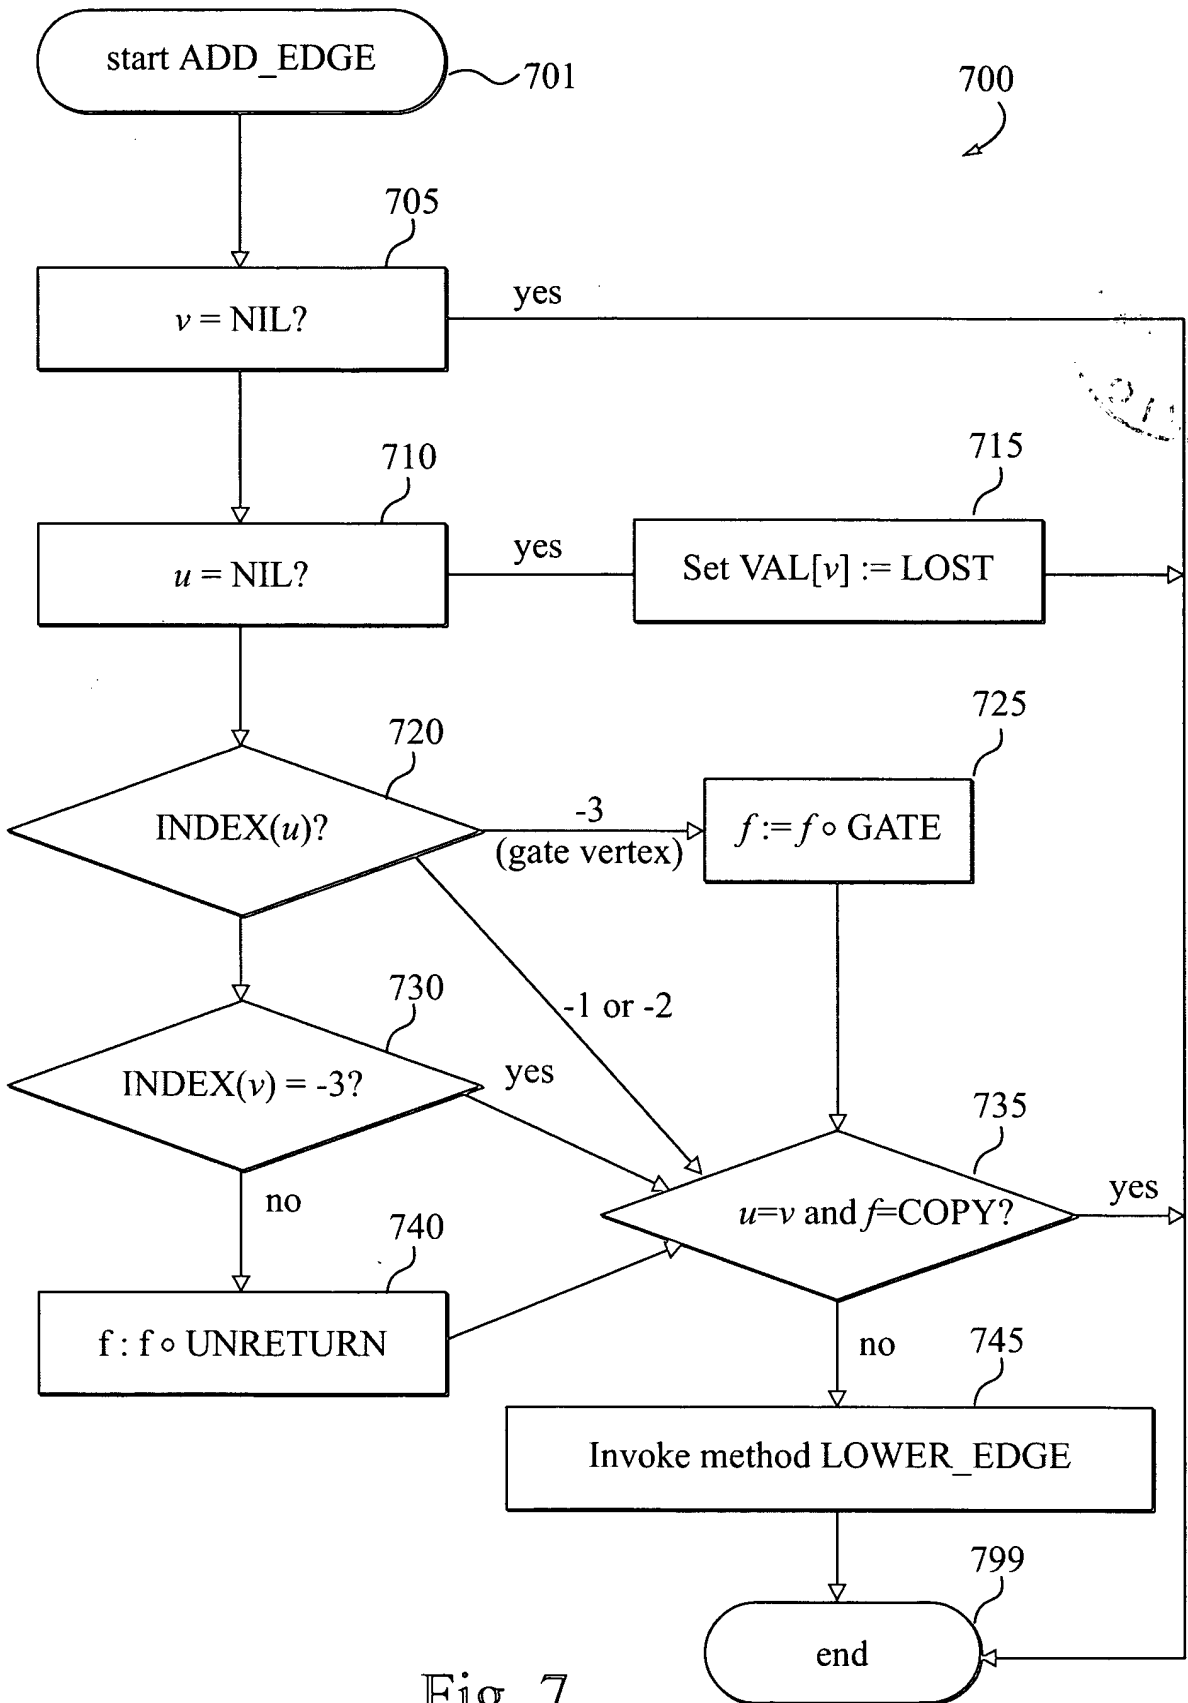 start ADD_EDGE
701
700
705
v = NIL?
yes
710
u = NIL?
yes
715
Set VAL[v] := LOST
720
INDEX(u)?
-3
(gate vertex)
725
f := f ∘ GATE
-1 or -2
730
INDEX(v) = -3?
yes
735
u=v and f=COPY?
yes
no
740
f : f ∘ UNRETURN
no
745
Invoke method LOWER_EDGE
799
end
Fig. 7